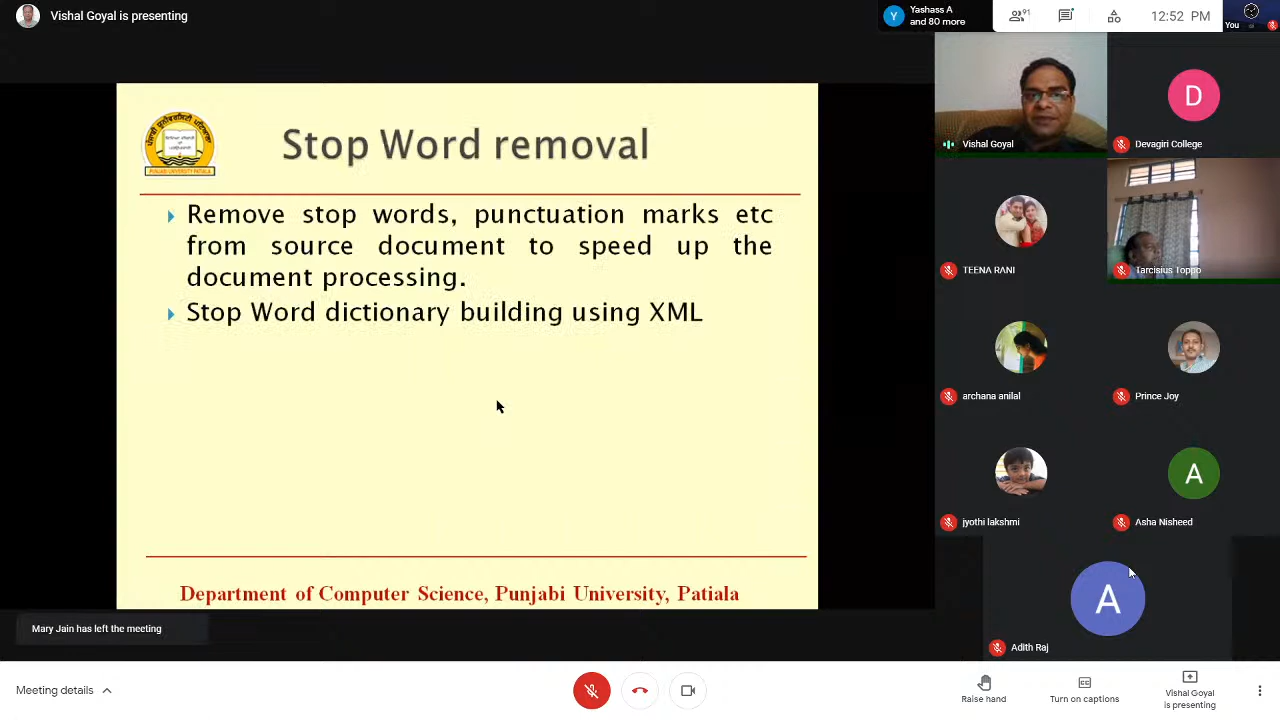 Vishal Goyal is presenting
Y
Yashass A
and 80 more
91
12:52 PM
You
Stop Word removal
PUNJABI UNIVERSITY PATIALA
Remove stop words, punctuation marks etc
from source document to speed up the
document processing.
Stop Word dictionary building using XML
Department of Computer Science, Punjabi University, Patiala
Vishal Goyal
D
Devagiri College
TEENA RANI
Tarcisius Toppo
archana anilal
Prince Joy
jyothi lakshmi
A
Asha Nisheed
A
Adith Raj
Mary Jain has left the meeting
Meeting details
Raise hand
Turn on captions
Vishal Goyal
is presenting